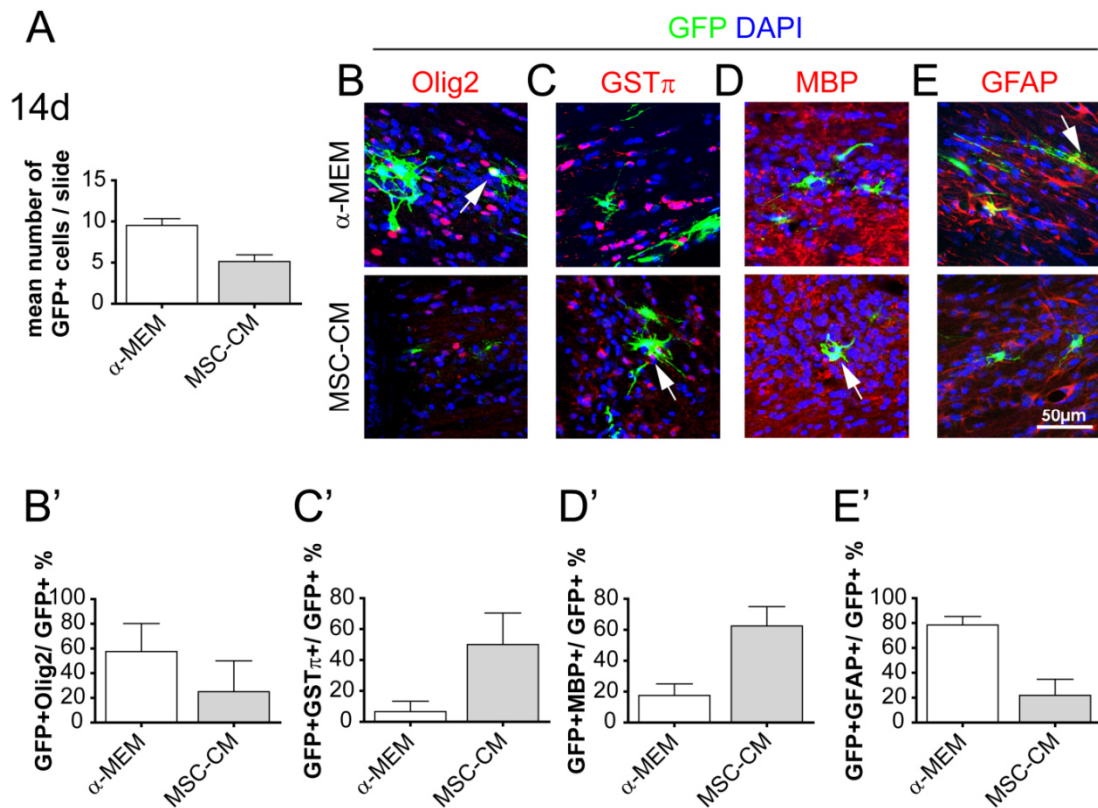 A
GFP DAPI
B Olig2 C GSTπ D MBP E GFAP
14d
mean number of
GFP+ cells / slide
15
10
5
0
α-MEM
MSC-CM
α-MEM
MSC-CM
50μm
B' C' D' E'
GFP+Olig2/ GFP+ %
100
80
60
40
20
0
α-MEM
MSC-CM
GFP+GSTπ+/ GFP+ %
80
60
40
20
0
α-MEM
MSC-CM
GFP+MBP+/ GFP+ %
80
60
40
20
0
α-MEM
MSC-CM
GFP+GFAP+/ GFP+ %
100
80
60
40
20
0
α-MEM
MSC-CM